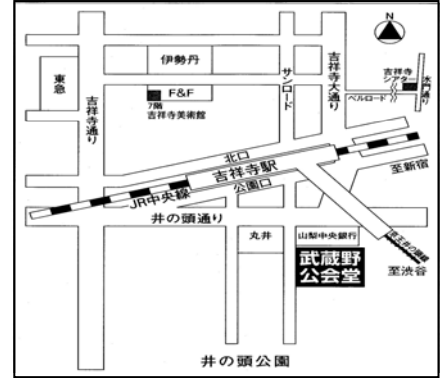 N
伊勢丹
東急
F&F
7階
吉祥寺美術館
サンロード
吉祥寺大通り
吉祥寺
シアター
水門通り
ベルロード
吉祥寺通り
北口
吉祥寺駅
公園口
JR中央線
至新宿
井の頭通り
丸井
山梨中央銀行
武蔵野
公会堂
京王井の頭線
至渋谷
井の頭公園